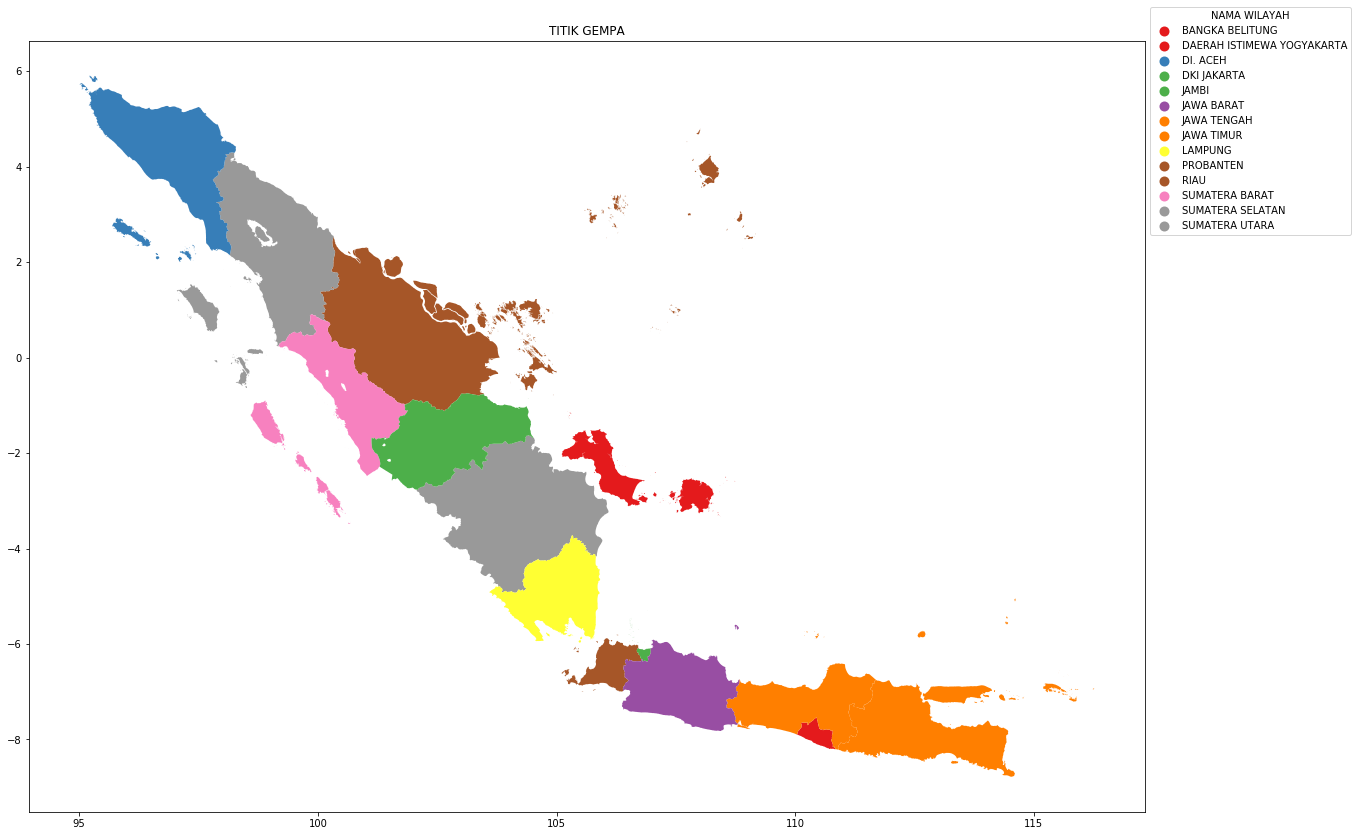 TITIK GEMPA
NAMA WILAYAH
BANGKA BELITUNG
DAERAH ISTIMEWA YOGYAKARTA
DI. ACEH
DKI JAKARTA
JAMBI
JAWA BARAT
JAWA TENGAH
JAWA TIMUR
LAMPUNG
PROBANTEN
RIAU
SUMATERA BARAT
SUMATERA SELATAN
SUMATERA UTARA
6
4
2
0
−2
−4
−6
−8
95 100 105 110 115